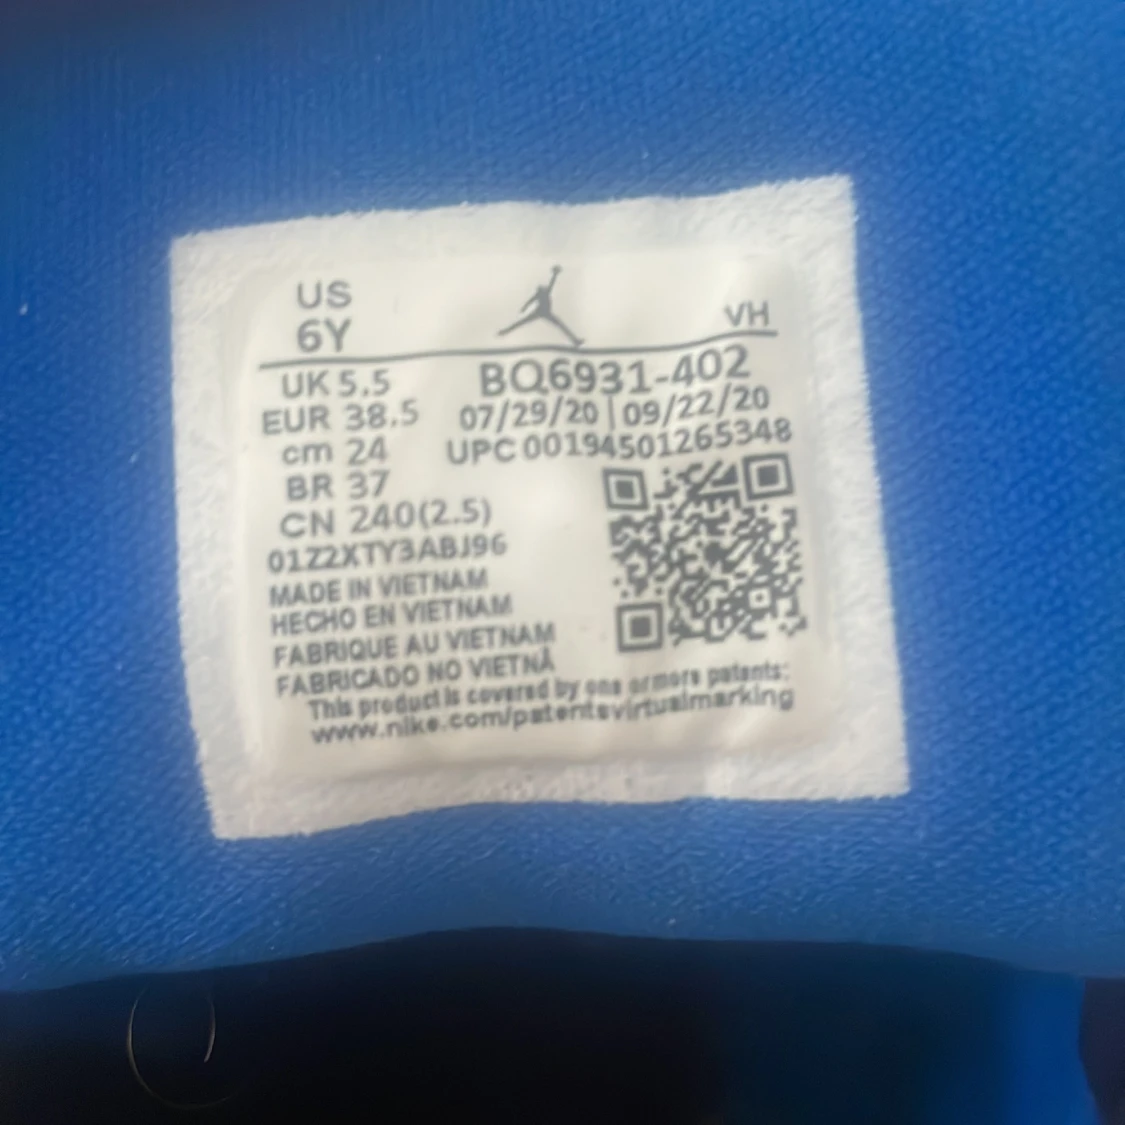 US
6Y
VH
UK 5.5
BQ6931-402
EUR 38.5
07/29/20 | 09/22/20
cm 24
UPC 00194501265348
BR 37
CN 240(2.5)
01Z2XTY3ABJ96
MADE IN VIETNAM
HECHO EN VIETNAM
FABRIQUE AU VIETNAM
FABRICADO NO VIETNÃ
This product is covered by one or more patents:
www.nike.com/patentsvirtualmarking